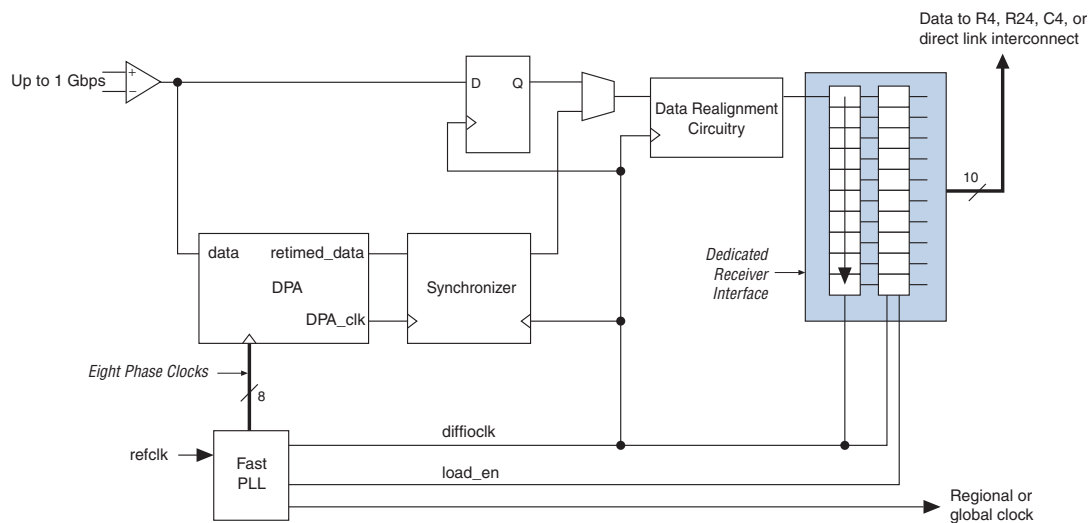 Data to R4, R24, C4, or
direct link interconnect
Up to 1 Gbps
+
–
D
Q
Data Realignment
Circuitry
10
data
retimed_data
DPA
DPA_clk
Synchronizer
Dedicated
Receiver
Interface
Eight Phase Clocks
8
refclk
Fast
PLL
diffioclk
load_en
Regional or
global clock